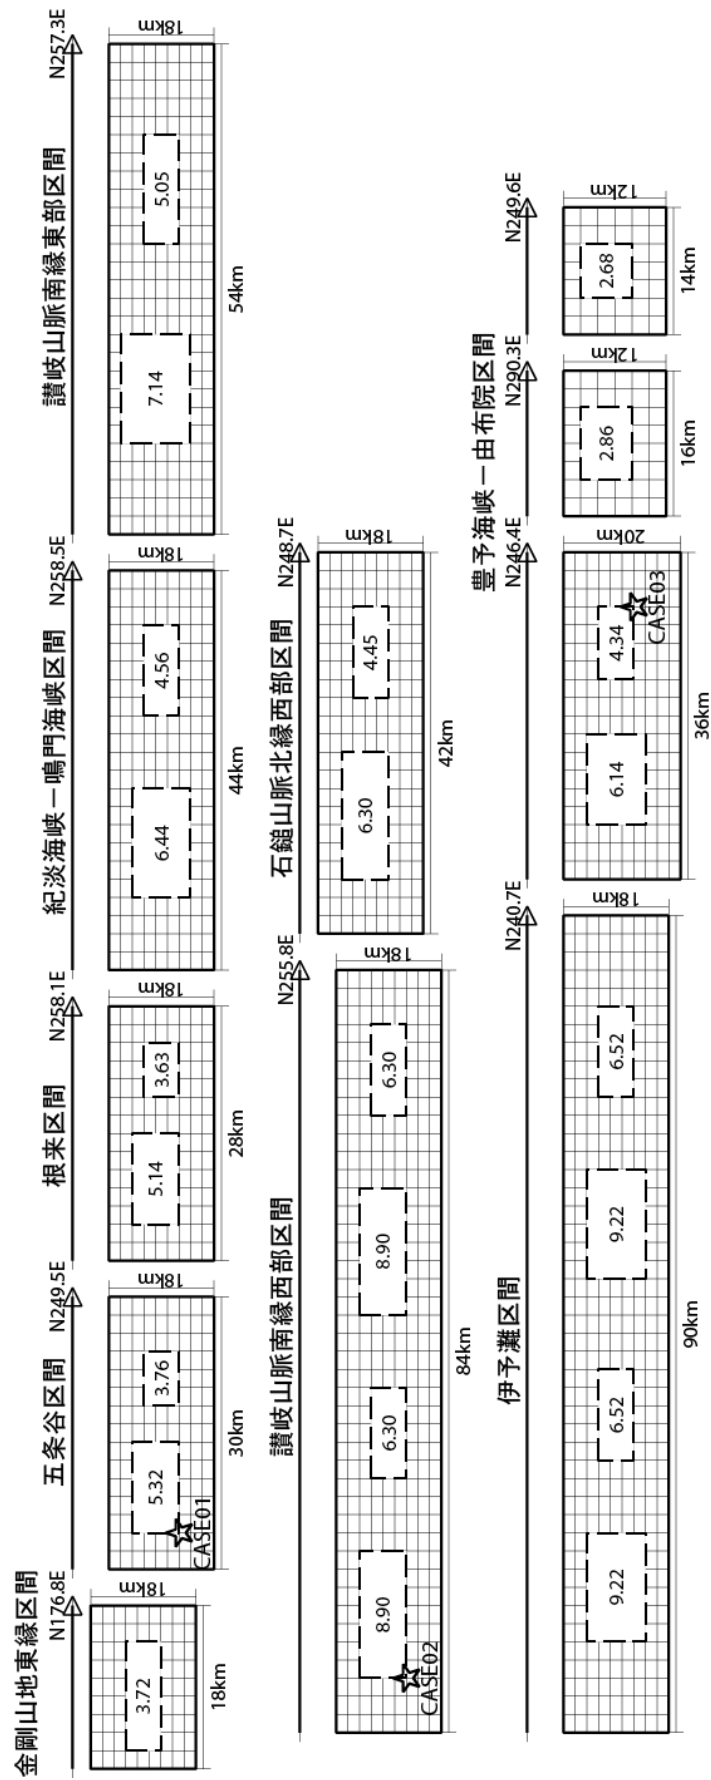 金剛山地東縁区間
N176.8E
18km
3.72
18km
五条谷区間
N249.5E
18km
5.32
3.76
CASE01
30km
根来区間
N258.1E
18km
5.14
3.63
28km
紀淡海峡ー鳴門海峡区間
N258.5E
18km
6.44
4.56
44km
讃岐山脈南縁東部区間
N257.3E
18km
7.14
5.05
54km
讃岐山脈南縁西部区間
N255.8E
18km
8.90
6.30
8.90
6.30
CASE02
84km
石鎚山脈北縁西部区間
N248.7E
18km
6.30
4.45
42km
伊予灘区間
N240.7E
18km
9.22
6.52
9.22
6.52
90km
豊予海峡ー由布院区間
N246.4E
20km
6.14
4.34
CASE03
36km
N290.3E
12km
2.86
16km
N249.6E
12km
2.68
14km